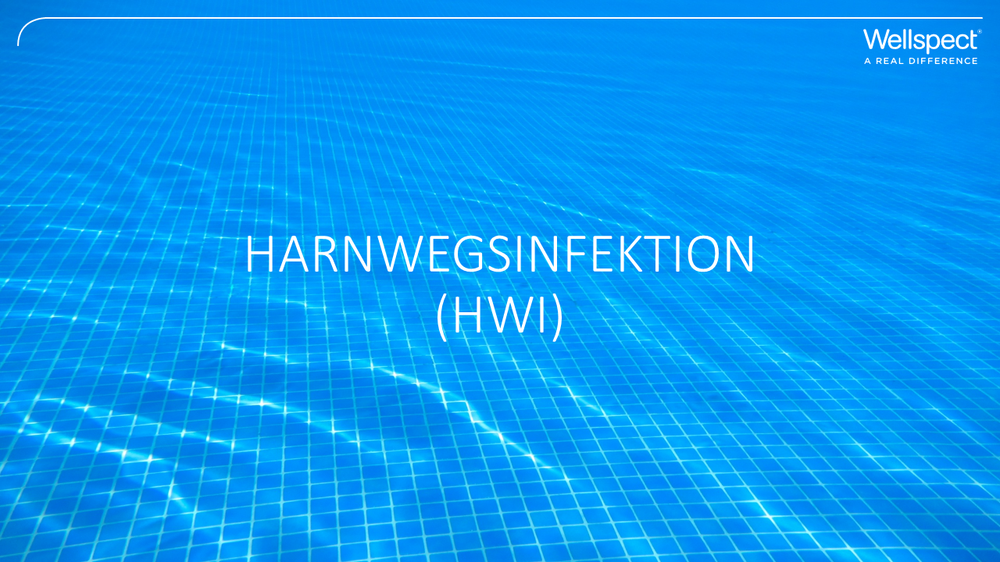 Wellspect®
A REAL DIFFERENCE
HARNWEGSINFEKTION
(HWI)